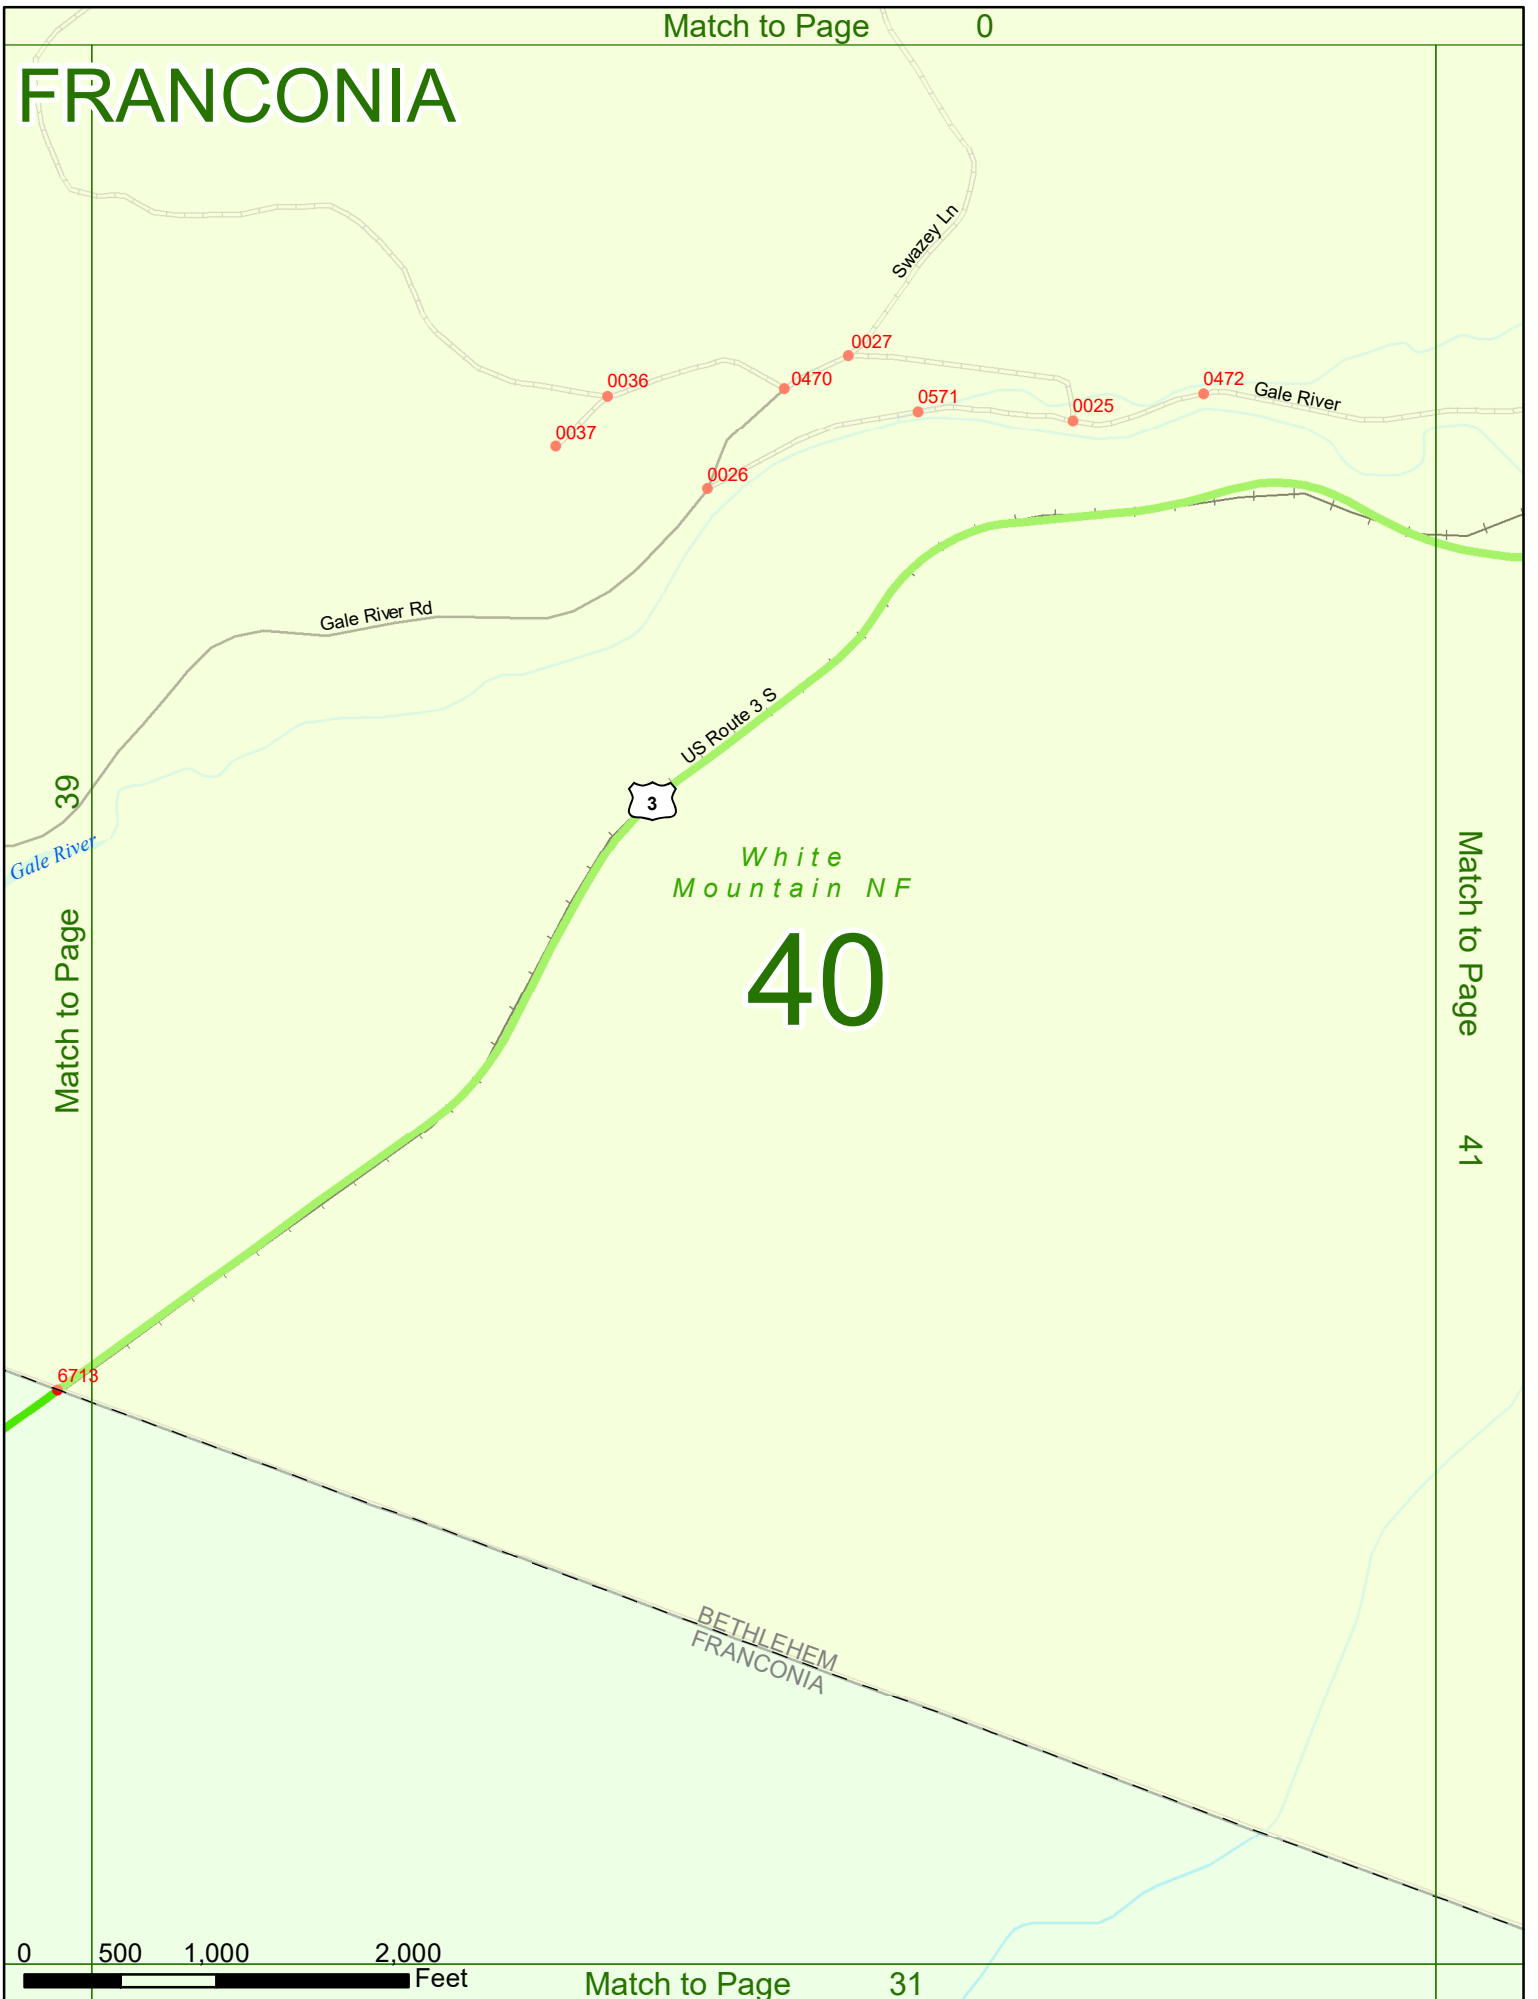 Match to Page 0
FRANCONIA
Swazey Ln
0027
0036
0470
0571
0472
Gale River
0025
0037
0026
Gale River Rd
US Route 3 S
3
Match to Page 39
Gale River
White
Mountain NF
40
Match to Page 41
6713
BETHLEHEM
FRANCONIA
0 500 1,000 2,000
Feet
Match to Page 31